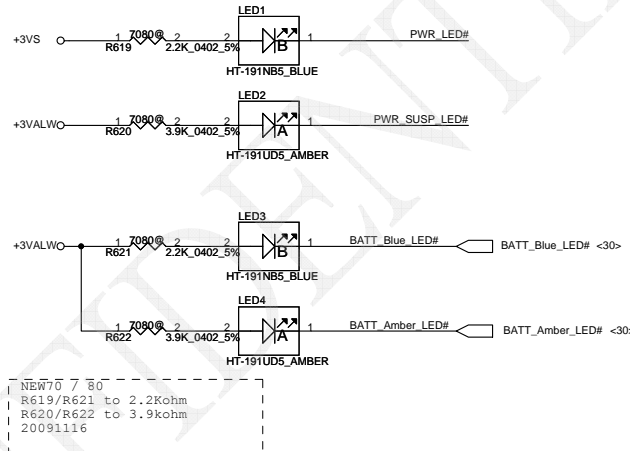 LED1
+3VS 1 7080@ 2 2 B 1 PWR_LED#
R619 2.2K_0402_5%
HT-191NB5_BLUE
LED2
+3VALW 1 7080@ 2 2 A 1 PWR_SUSP_LED#
R620 3.9K_0402_5%
HT-191UD5_AMBER
LED3
+3VALW 1 7080@ 2 2 B 1 BATT_Blue_LED# BATT_Blue_LED# <30>
R621 2.2K_0402_5%
HT-191NB5_BLUE
LED4
1 7080@ 2 2 A 1 BATT_Amber_LED# BATT_Amber_LED# <30>
R622 3.9K_0402_5%
HT-191UD5_AMBER
NEW70 / 80
R619/R621 to 2.2Kohm
R620/R622 to 3.9kohm
20091116